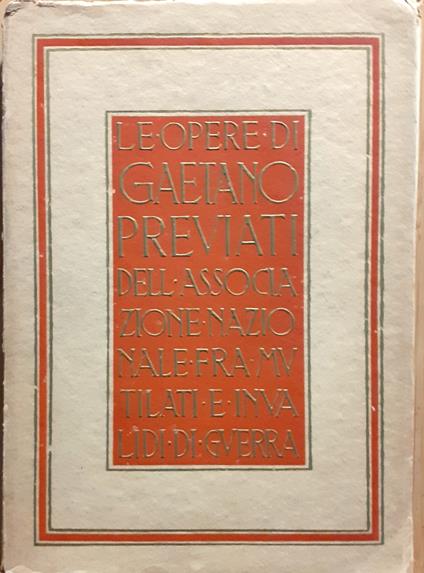 LE·OPERE·DI
GAETANO
PREVIATI
DELL·ASSOCIA
ZIONE·NAZIO
NALE·FRA·MV
TILATI·E·INVA
LIDI·DI·GVERRA